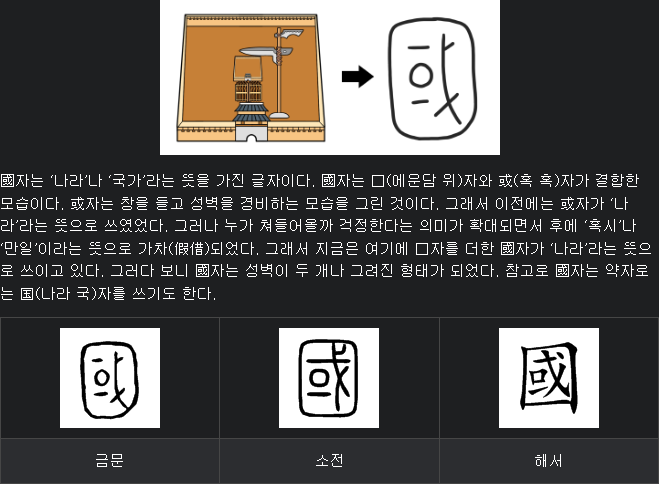 國자는 ‘나라’나 ‘국가’라는 뜻을 가진 글자이다. 國자는 囗(에운담 위)자와 或(혹 혹)자가 결합한
모습이다. 或자는 창을 들고 성벽을 경비하는 모습을 그린 것이다. 그래서 이전에는 或자가 ‘나
라’라는 뜻으로 쓰였었다. 그러나 누가 쳐들어올까 걱정한다는 의미가 확대되면서 후에 ‘혹시’나
‘만일’이라는 뜻으로 가차(假借)되었다. 그래서 지금은 여기에 囗자를 더한 國자가 ‘나라’라는 뜻으
로 쓰이고 있다. 그러다 보니 國자는 성벽이 두 개나 그려진 형태가 되었다. 참고로 國자는 약자로
는 国(나라 국)자를 쓰기도 한다.
國 國 國
금문 소전 해서